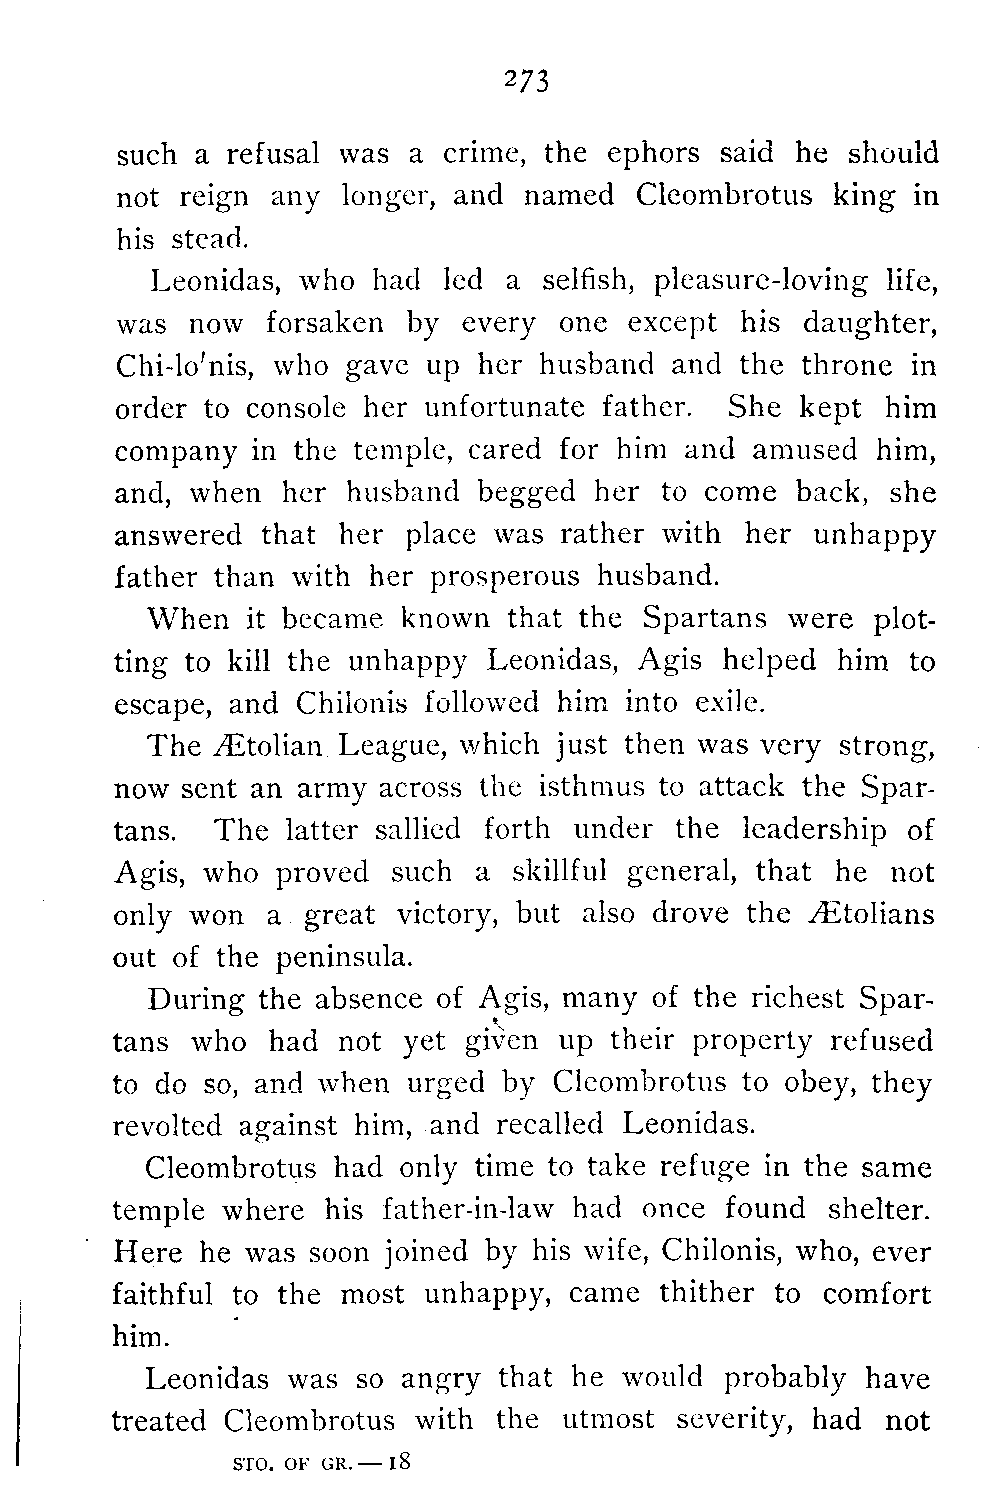 273
such a refusal was a crime, the ephors said he should
not reign any longer, and named Cleombrotus king in
his stead.
Leonidas, who had led a selfish, pleasure-loving life,
was now forsaken by every one except his daughter,
Chi-lo'nis, who gave up her husband and the throne in
order to console her unfortunate father. She kept him
company in the temple, cared for him and amused him,
and, when her husband begged her to come back, she
answered that her place was rather with her unhappy
father than with her prosperous husband.
When it became known that the Spartans were plot-
ting to kill the unhappy Leonidas, Agis helped him to
escape, and Chilonis followed him into exile.
The Ætolian League, which just then was very strong,
now sent an army across the isthmus to attack the Spar-
tans. The latter sallied forth under the leadership of
Agis, who proved such a skillful general, that he not
only won a great victory, but also drove the Ætolians
out of the peninsula.
During the absence of Agis, many of the richest Spar-
tans who had not yet given up their property refused
to do so, and when urged by Cleombrotus to obey, they
revolted against him, and recalled Leonidas.
Cleombrotus had only time to take refuge in the same
temple where his father-in-law had once found shelter.
Here he was soon joined by his wife, Chilonis, who, ever
faithful to the most unhappy, came thither to comfort
him.
Leonidas was so angry that he would probably have
treated Cleombrotus with the utmost severity, had not
STO. OF GR. — 18